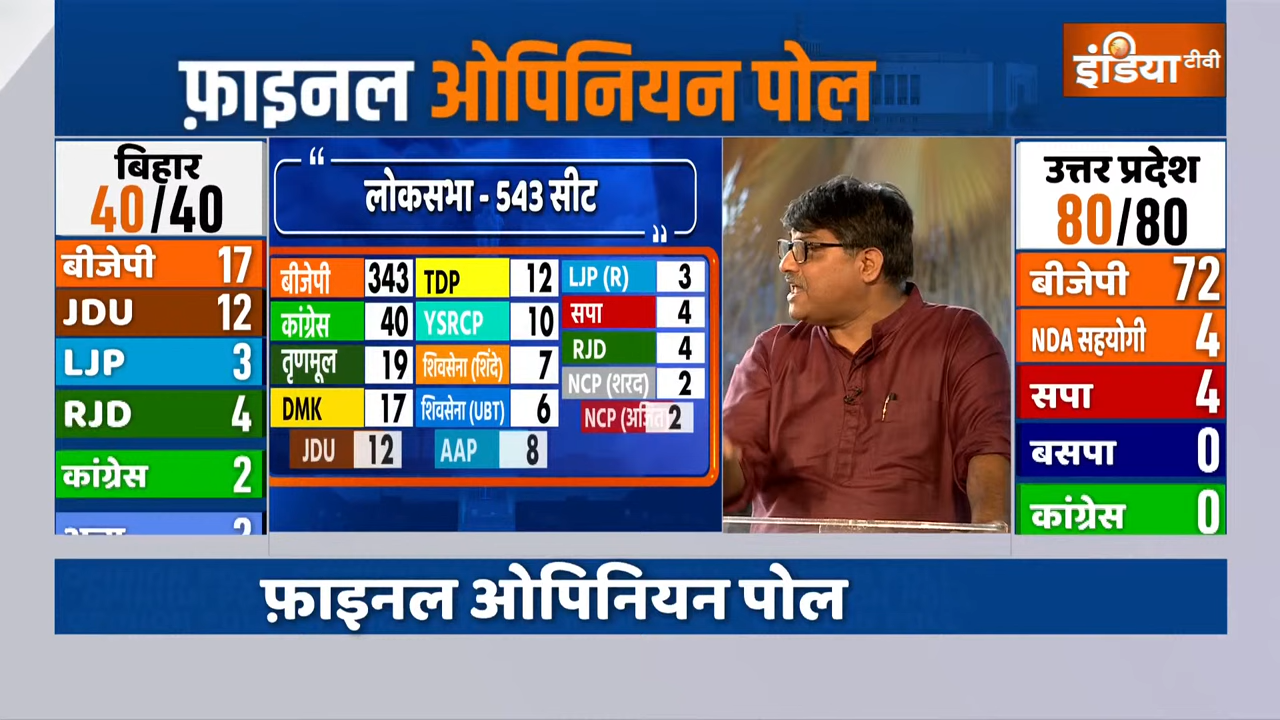 फ़ाइनल ओपिनियन पोल
इंडिया टीवी
बिहार
40/40
बीजेपी 17
JDU 12
LJP 3
RJD 4
कांग्रेस 2
“
लोकसभा - 543 सीट
”
बीजेपी 343
कांग्रेस 40
तृणमूल 19
DMK 17
JDU 12
TDP 12
YSRCP 10
शिवसेना (शिंदे) 7
शिवसेना (UBT) 6
AAP 8
LJP (R) 3
सपा 4
RJD 4
NCP (शरद) 2
NCP (अजित) 2
उत्तर प्रदेश
80/80
बीजेपी 72
NDA सहयोगी 4
सपा 4
बसपा 0
कांग्रेस 0
फ़ाइनल ओपिनियन पोल